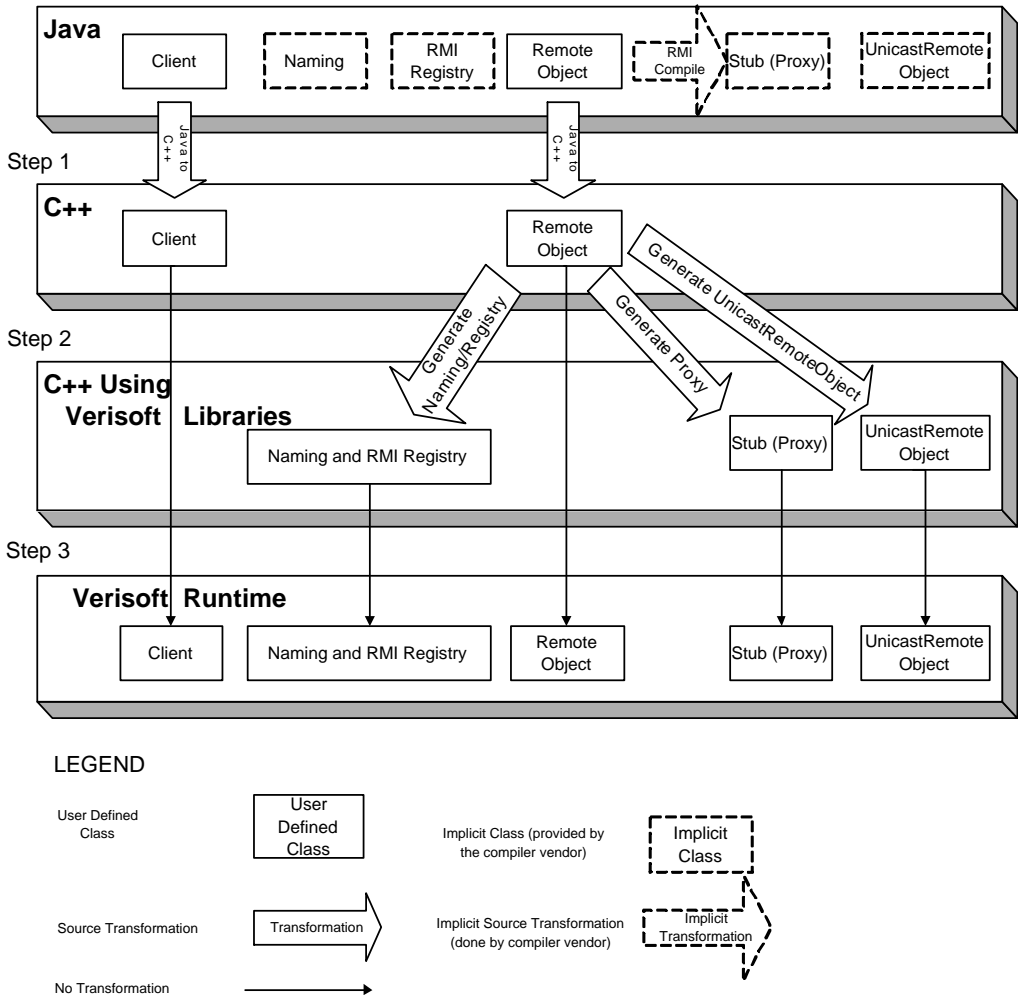 Java
Client
Naming
RMI
Registry
Remote
Object
RMI
Compile
Stub (Proxy)
UnicastRemote
Object
Java to
C++
Java to
C++
Step 1
C++
Client
Remote
Object
Generate
Naming/Registry
Generate Proxy
Generate UnicastRemoteObject
Step 2
C++ Using
Verisoft Libraries
Naming and RMI Registry
Stub (Proxy)
UnicastRemote
Object
Step 3
Verisoft Runtime
Client
Naming and RMI Registry
Remote
Object
Stub (Proxy)
UnicastRemote
Object
LEGEND
User Defined
Class
User
Defined
Class
Implicit Class (provided by
the compiler vendor)
Implicit
Class
Source Transformation
Transformation
Implicit Source Transformation
(done by compiler vendor)
Implicit
Transformation
No Transformation